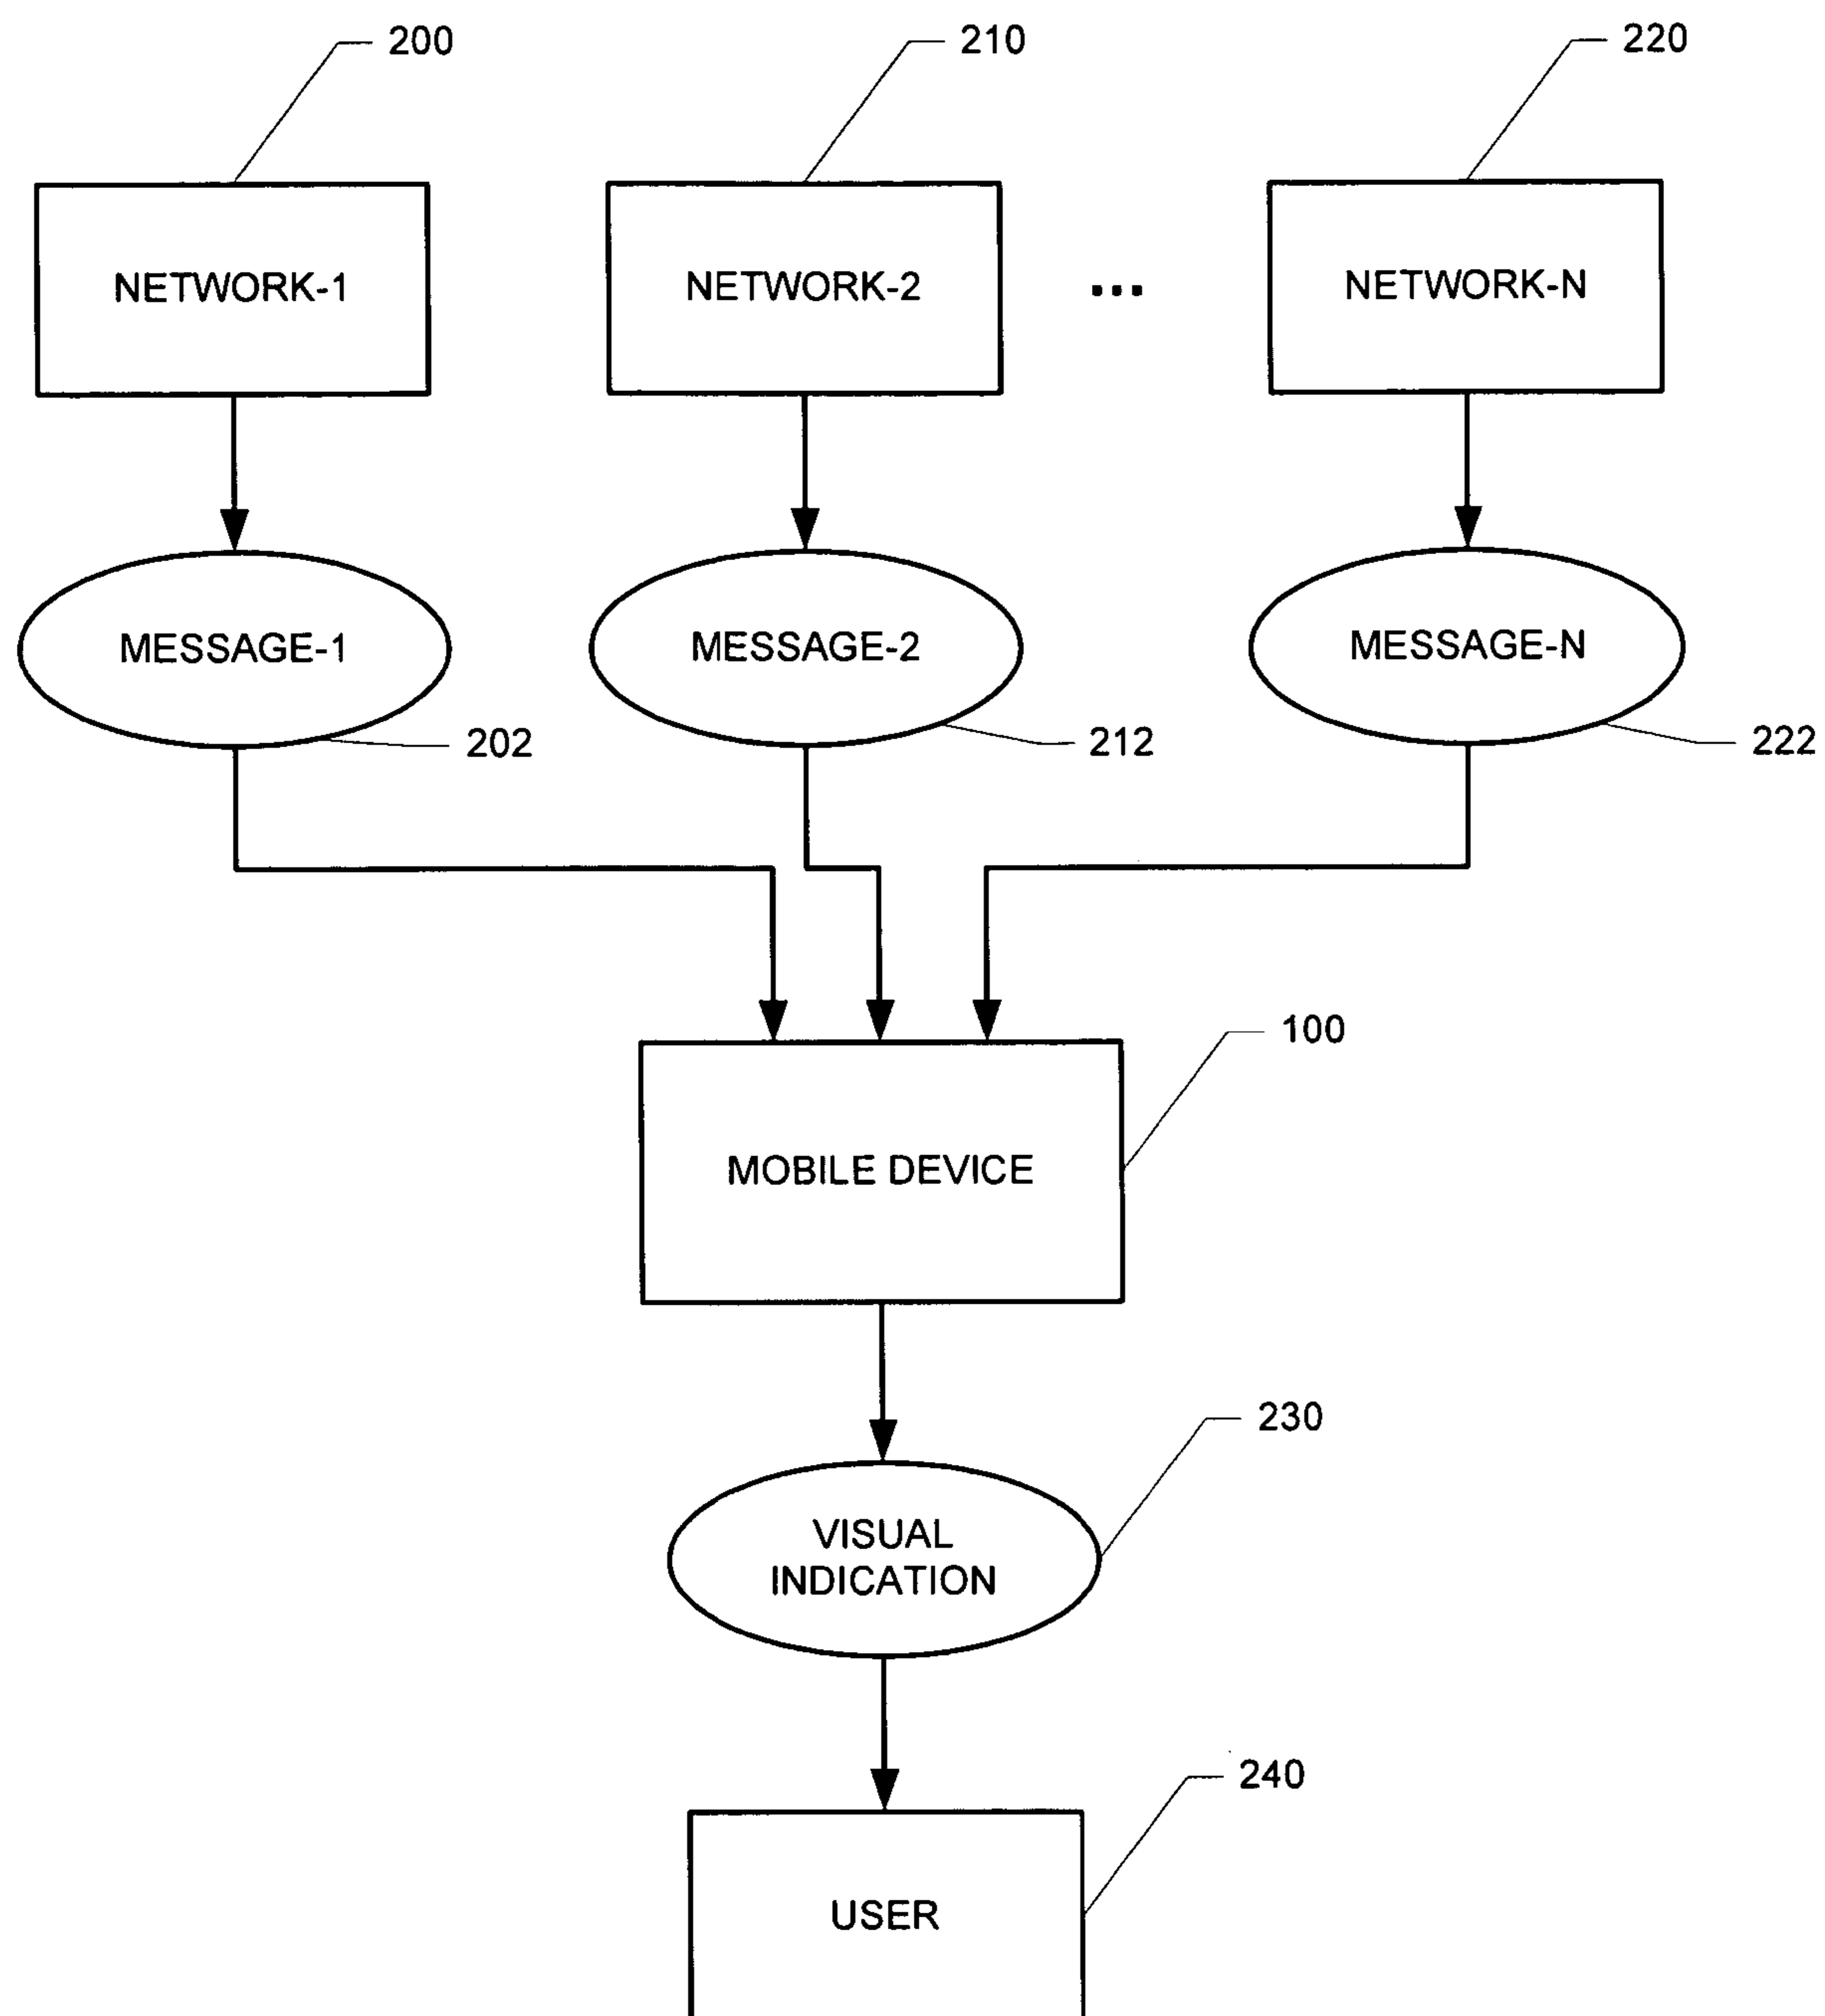 200
210
220
NETWORK-1
NETWORK-2
...
NETWORK-N
MESSAGE-1
MESSAGE-2
MESSAGE-N
202
212
222
100
MOBILE DEVICE
230
VISUAL
INDICATION
240
USER